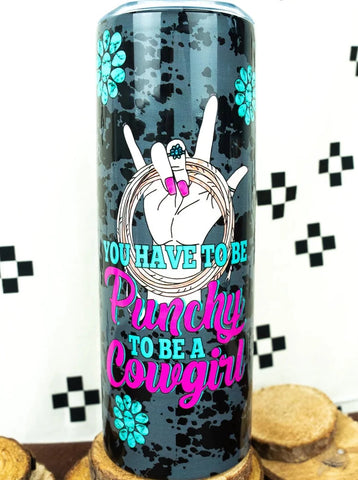 YOU HAVE TO BE
Punchy
TO BE A
Cowgirl